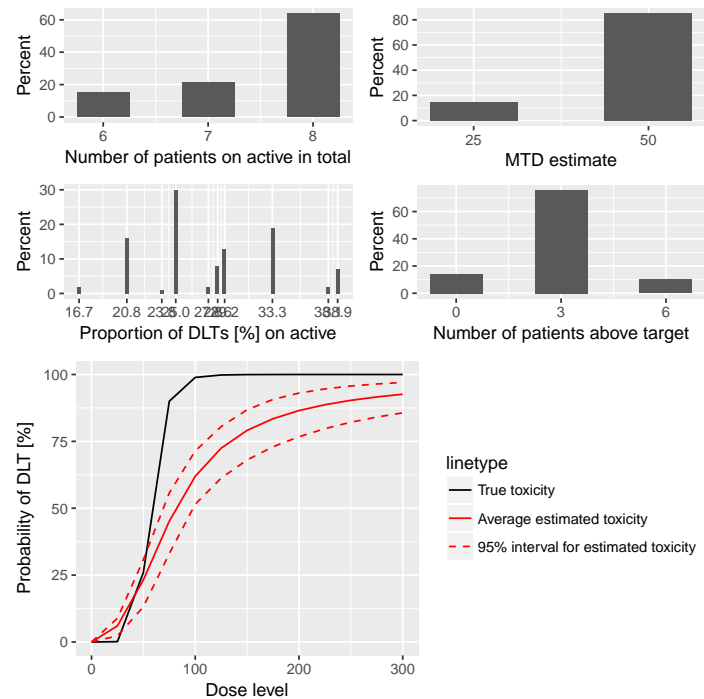 Percent
60
40
20
0
6 7 8
Number of patients on active in total
Percent
80
60
40
20
0
25 50
MTD estimate
Percent
30
20
10
0
16.7 20.8 25.0 33.3
Proportion of DLTs [%] on active
Percent
60
40
20
0
0 3 6
Number of patients above target
Probability of DLT [%]
100
75
50
25
0
0 100 200 300
Dose level
linetype
True toxicity
Average estimated toxicity
95% interval for estimated toxicity